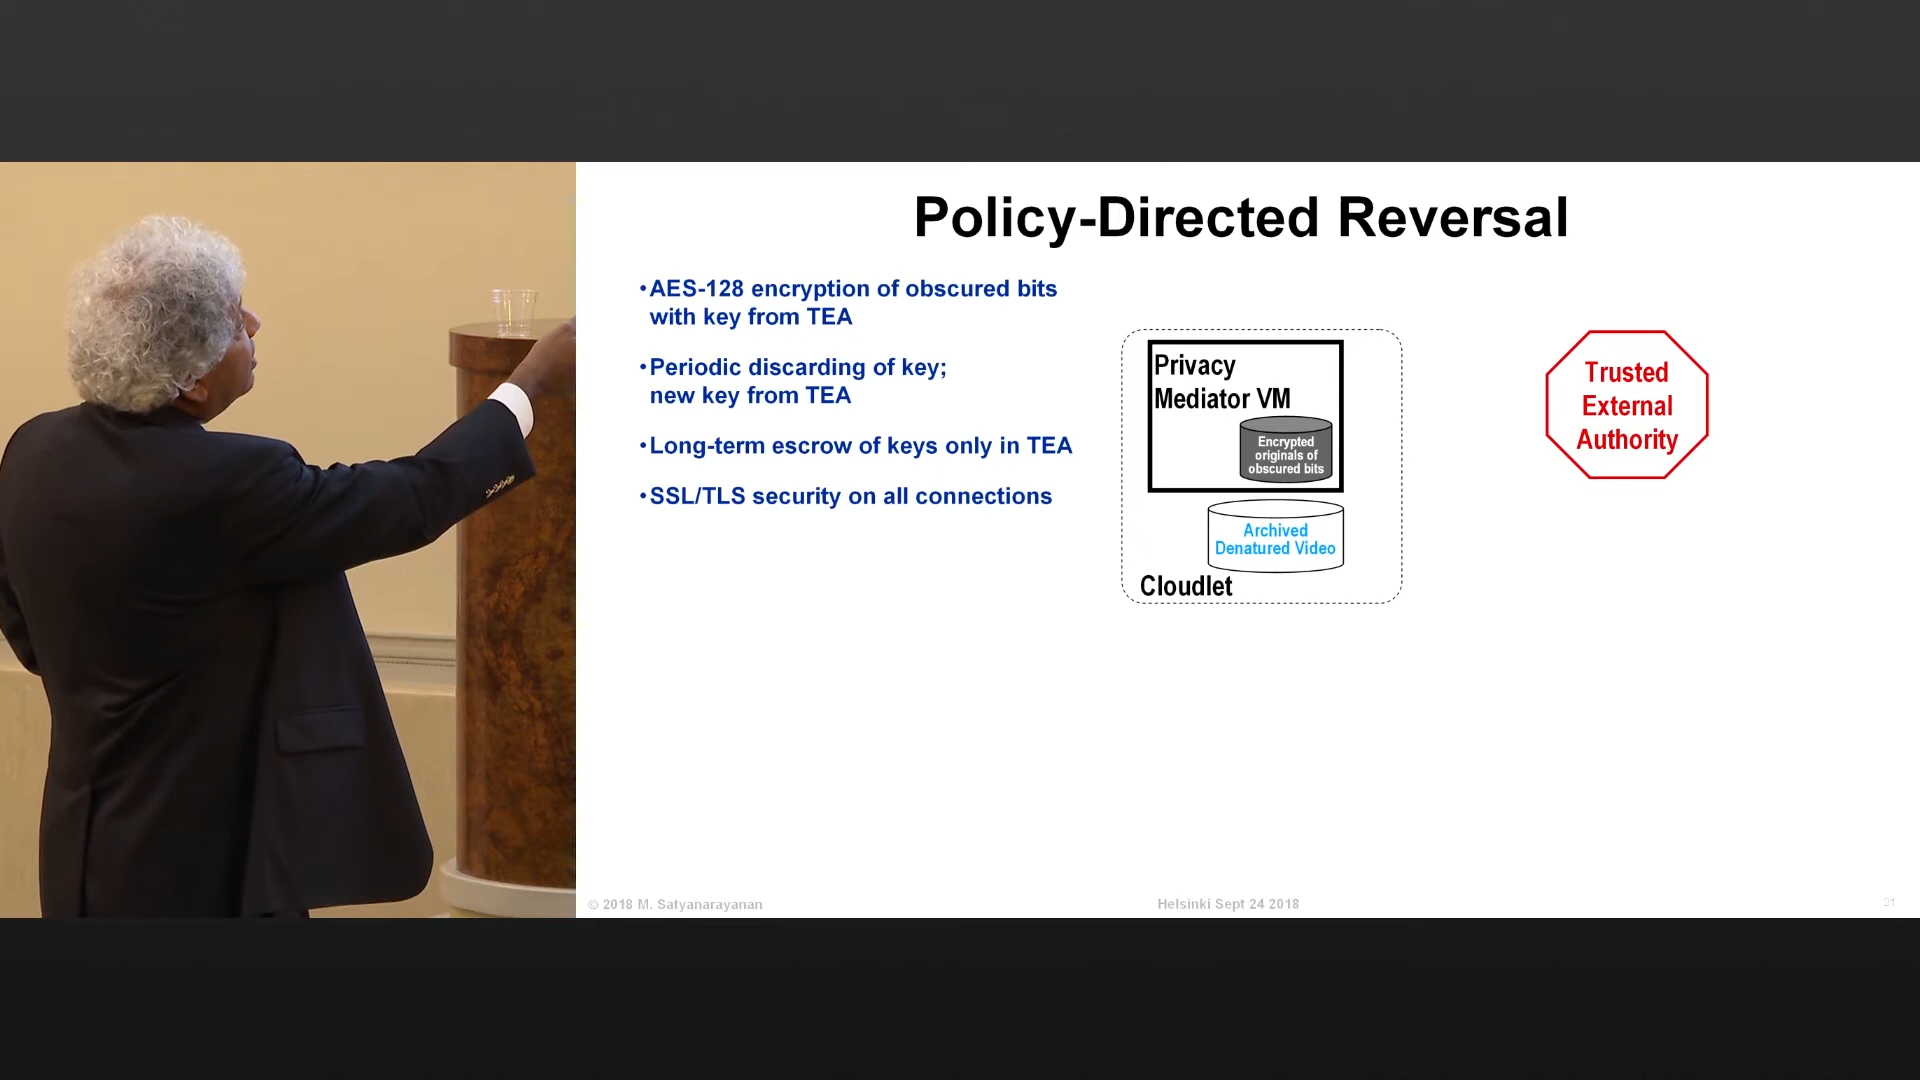 Policy-Directed Reversal
•AES-128 encryption of obscured bits
with key from TEA
•Periodic discarding of key;
new key from TEA
•Long-term escrow of keys only in TEA
•SSL/TLS security on all connections
Privacy
Mediator VM
Encrypted
originals of
obscured bits
Archived
Denatured Video
Cloudlet
Trusted
External
Authority
© 2018 M. Satyanarayanan
Helsinki Sept 24 2018
21